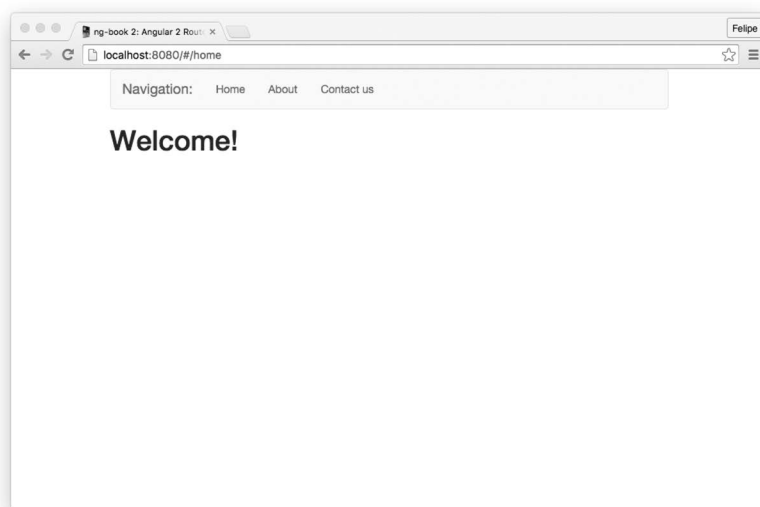 ng-book 2: Angular 2 Rout
Felipe
localhost:8080/#/home
Navigation: Home About Contact us
Welcome!